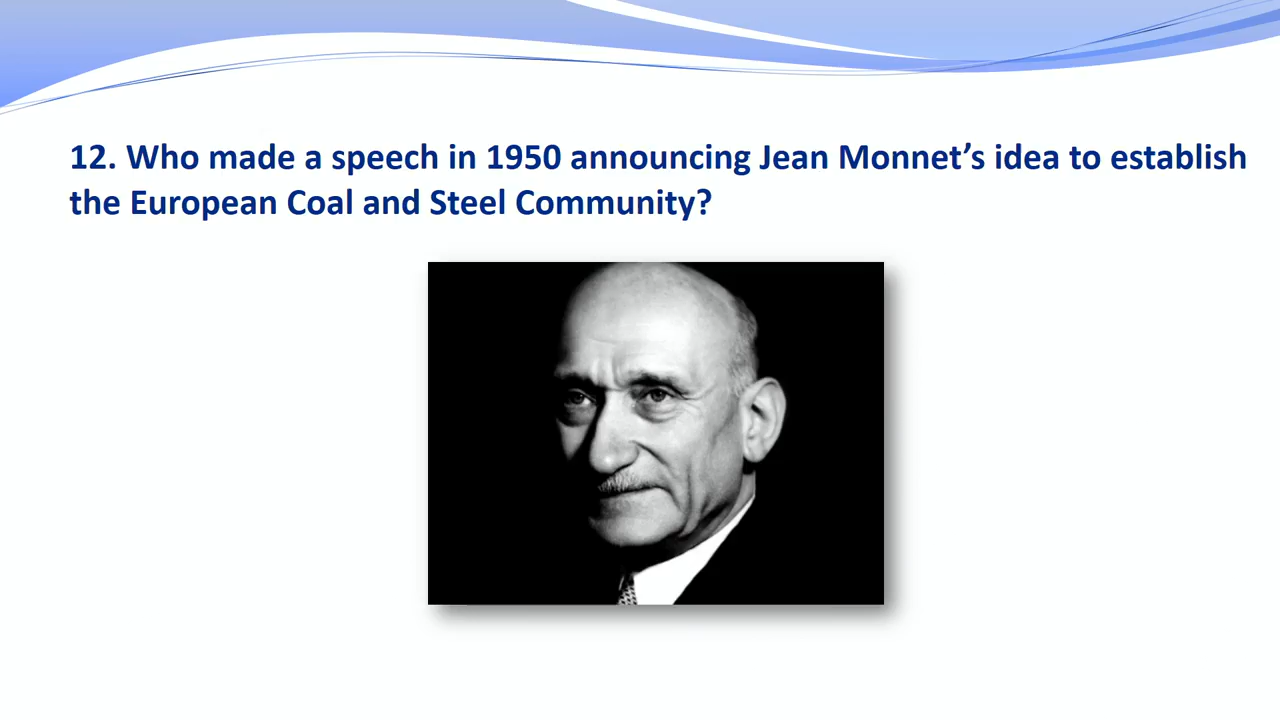 12. Who made a speech in 1950 announcing Jean Monnet’s idea to establish
the European Coal and Steel Community?